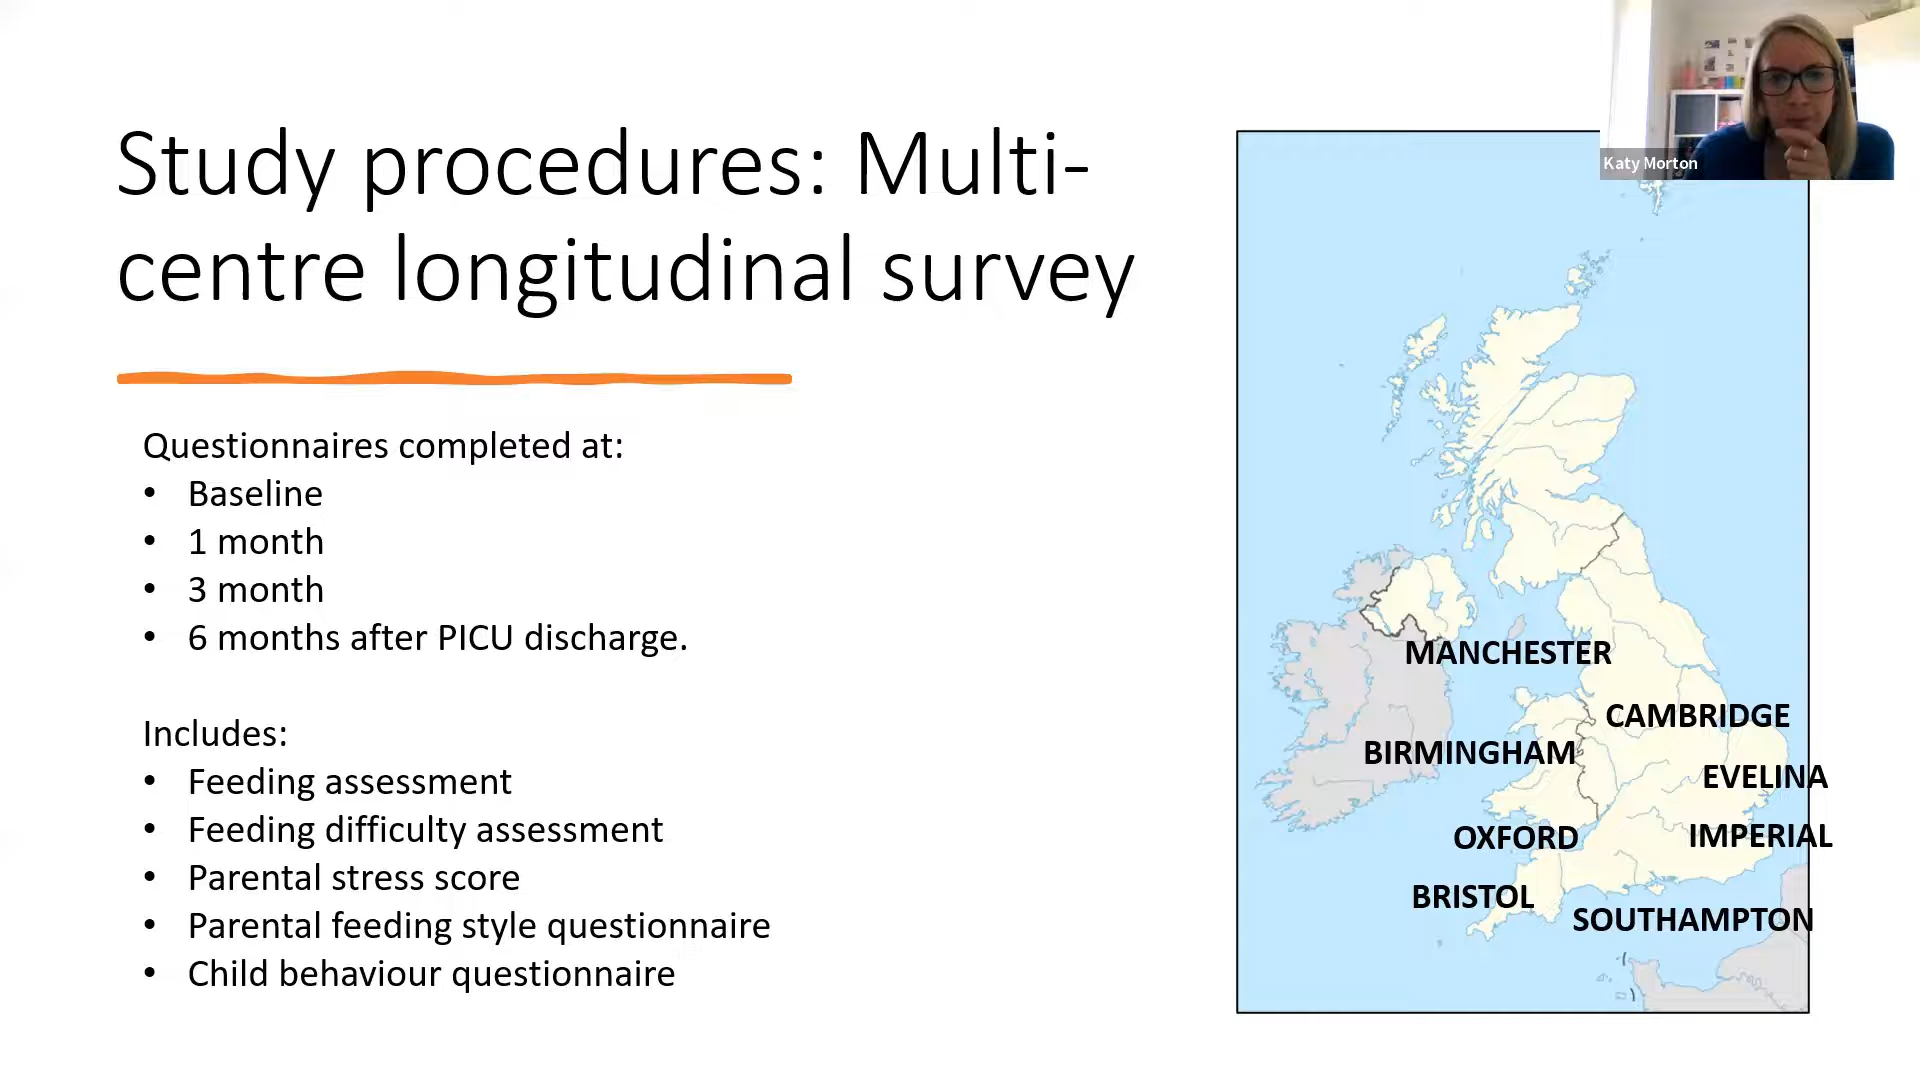 Study procedures: Multi-
centre longitudinal survey
Questionnaires completed at:
• Baseline
• 1 month
• 3 month
• 6 months after PICU discharge.
Includes:
• Feeding assessment
• Feeding difficulty assessment
• Parental stress score
• Parental feeding style questionnaire
• Child behaviour questionnaire
Katy Morton
MANCHESTER
CAMBRIDGE
BIRMINGHAM
EVELINA
OXFORD
IMPERIAL
BRISTOL
SOUTHAMPTON